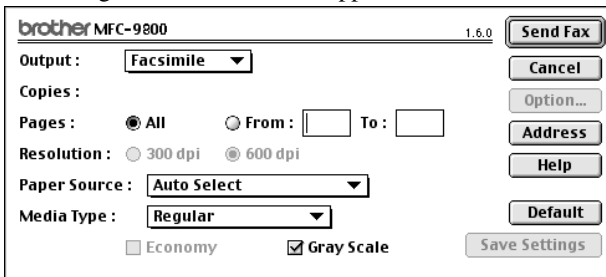 brother MFC-9800 1.6.0 Send Fax
Output : Facsimile Cancel
Copies : Option...
Pages : All From : To : Address
Resolution : 300 dpi 600 dpi Help
Paper Source : Auto Select
Media Type : Regular Default
Economy Gray Scale Save Settings